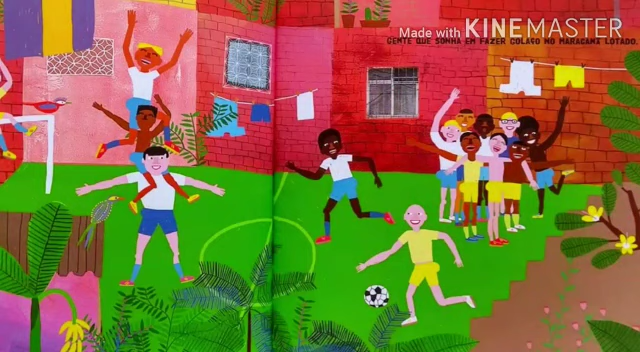 Made with KINEMASTER
GENTE QUE SONHA EM FAZER GOLAÇO NO MARACANÃ LOTADO.